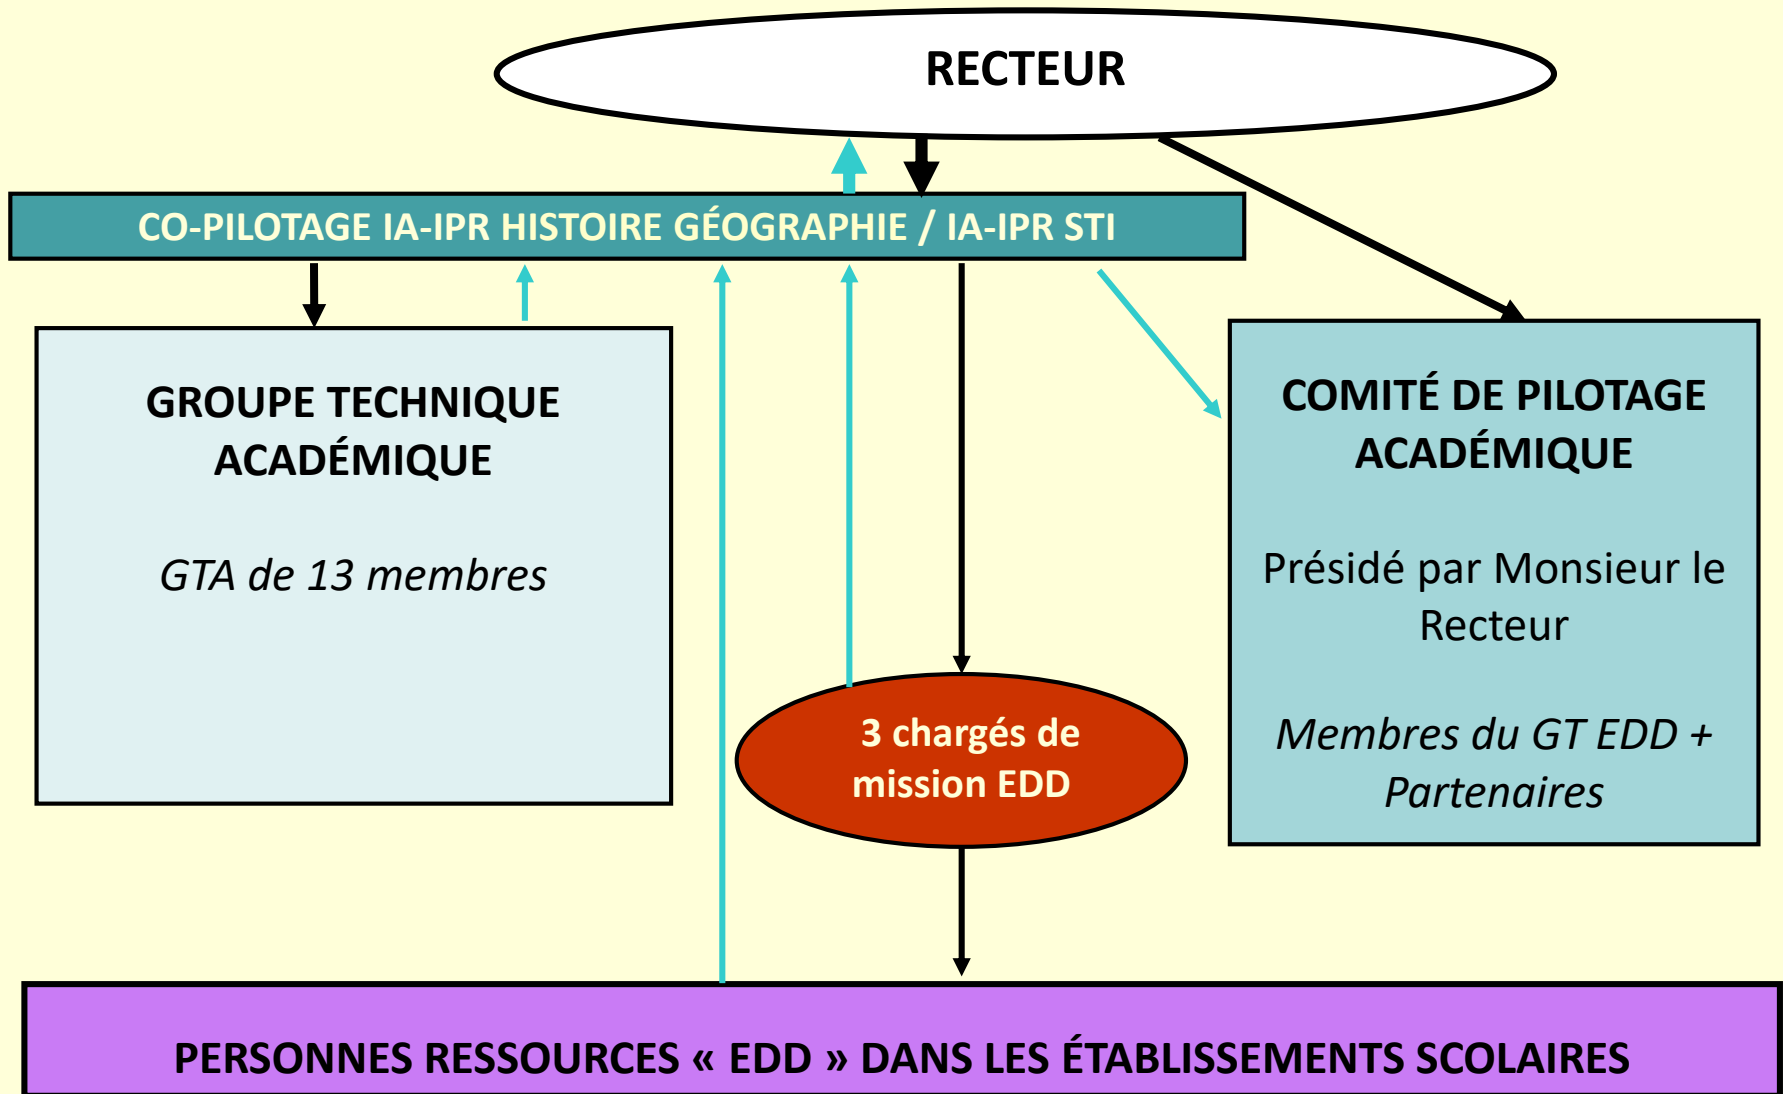 RECTEUR
CO-PILOTAGE IA-IPR HISTOIRE GÉOGRAPHIE / IA-IPR STI
GROUPE TECHNIQUE
ACADÉMIQUE
GTA de 13 membres
COMITÉ DE PILOTAGE
ACADÉMIQUE
Présidé par Monsieur le
Recteur
Membres du GT EDD +
Partenaires
3 chargés de
mission EDD
PERSONNES RESSOURCES « EDD » DANS LES ÉTABLISSEMENTS SCOLAIRES